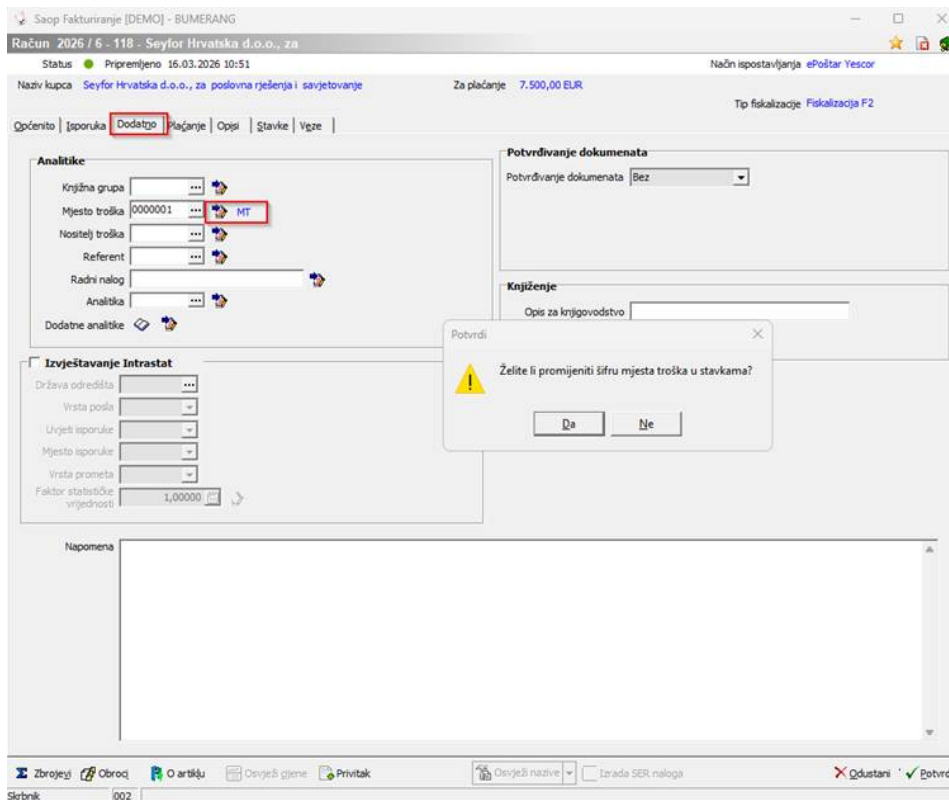 Saop Fakturiranje [DEMO] - BUMERANG
Račun 2026 / 6 - 118 - Seyfor Hrvatska d.o.o., za
Status Pripremljeno 16.03.2026 10:51 Način ispostavljanja ePoštar Yescor
Naziv kupca Seyfor Hrvatska d.o.o., za poslovna rješenja i savjetovanje Za plaćanje 7.500,00 EUR
Tip fiskalizacije Fiskalizacija F2
Općenito | Isporuka | Dodatno | Plaćanje | Opisi | Stavke | Veze |
Analitike
Knjižna grupa ...
Mjesto troška 0000001 ... MT
Nositelj troška ...
Referent ...
Radni nalog
Analitika ...
Dodatne analitike
Potvrđivanje dokumenata
Potvrđivanje dokumenata Bez
Knjiženje
Opis za knjigovodstvo
Potvrdi
Želite li promijeniti šifru mjesta troška u stavkama?
Da Ne
Izvještavanje Intrastat
Država odredišta ...
Vrsta posla
Uvjeti isporuke
Mjesto isporuke
Vrsta prometa
Faktor statističke
vrijednosti 1,00000
Napomena
Zbrojevi Obroci O artiklu Osvježi cijene Privitak Osvježi nazive Izrada SER naloga Odustani Potvrd
Skrbnik 002